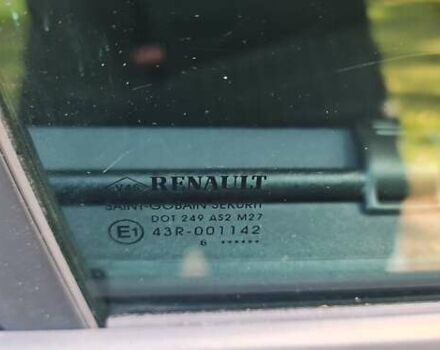 RENAULT
SAINT-GOBAIN SEKURIT
DOT 249 AS2 M27
E1 43R-001142
6 ••••••